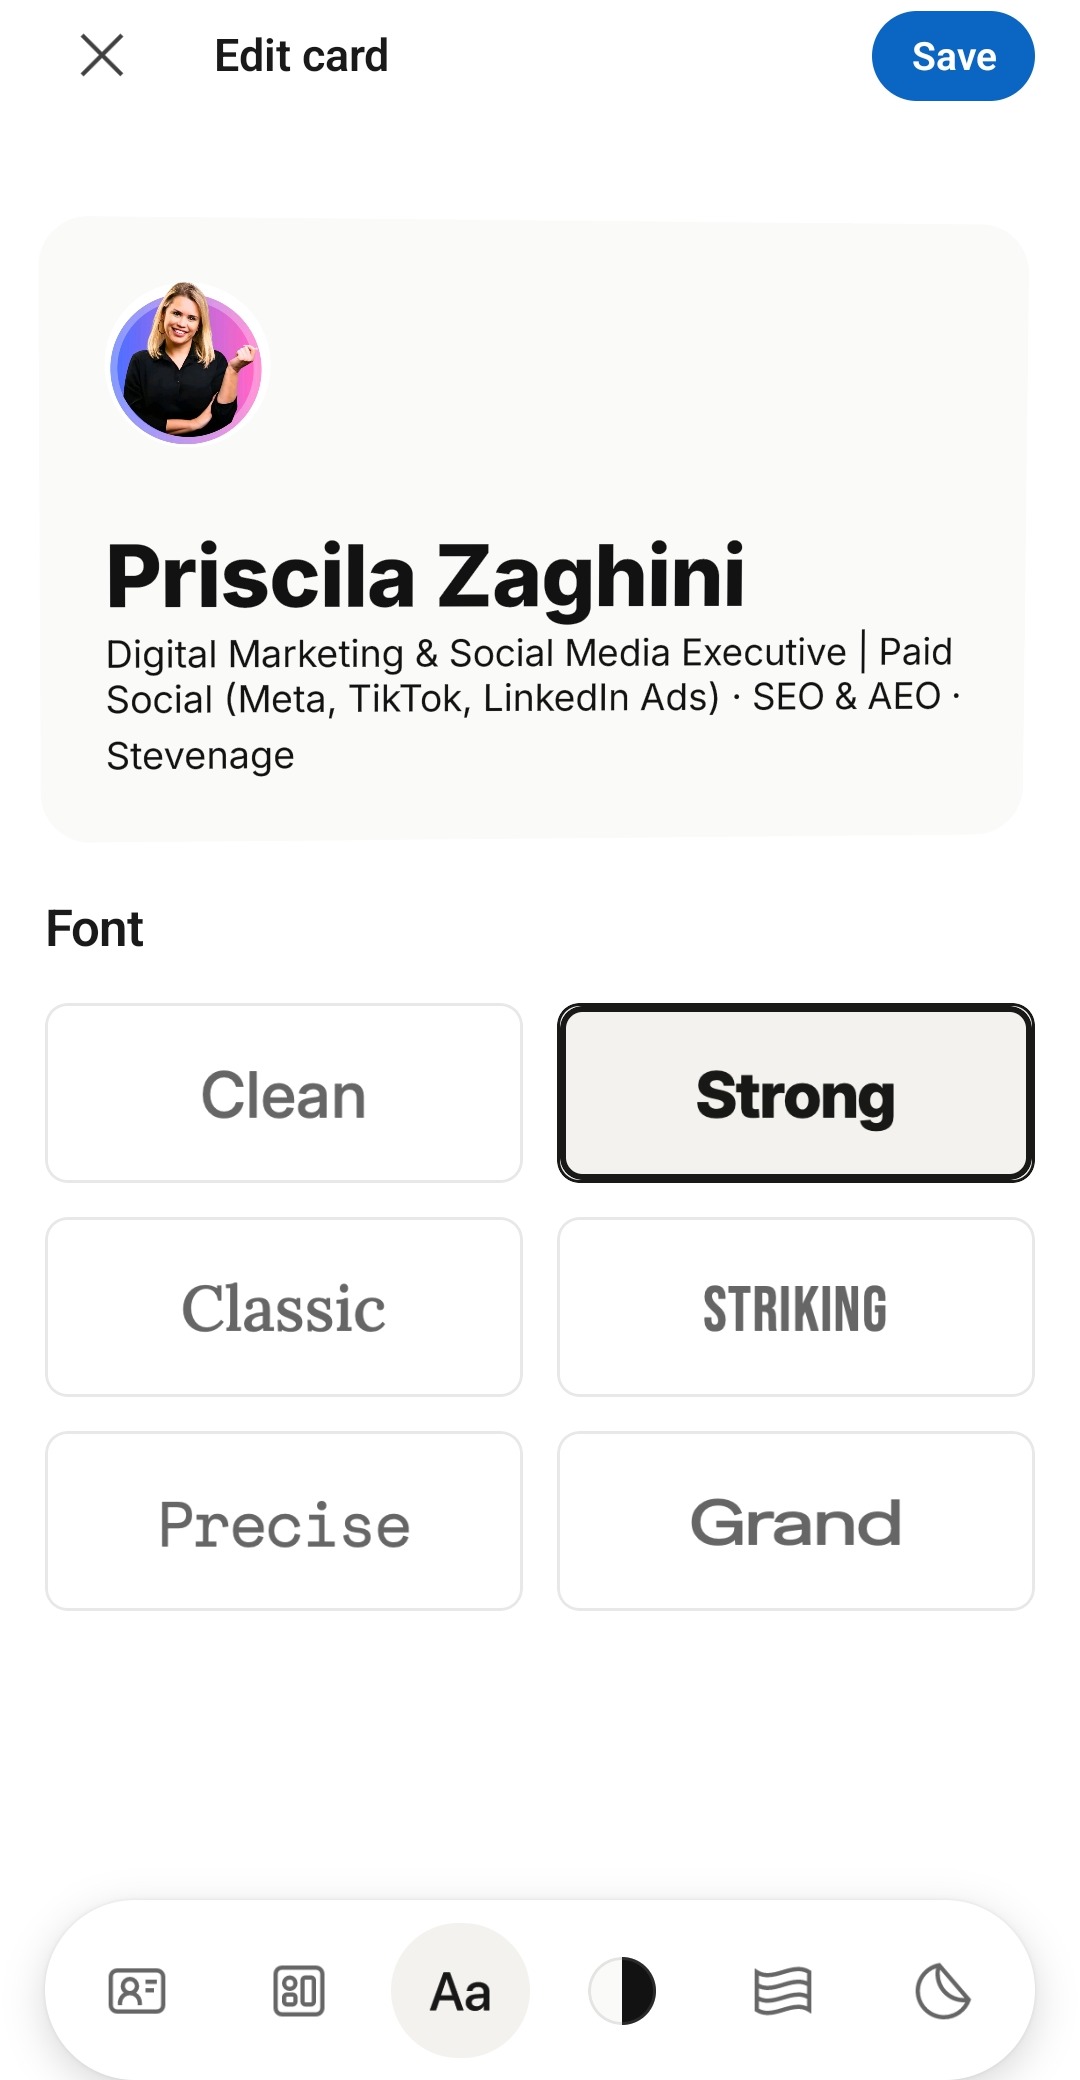 Edit card
Save
Priscila Zaghini
Digital Marketing & Social Media Executive | Paid
Social (Meta, TikTok, LinkedIn Ads) · SEO & AEO ·
Stevenage
Font
Clean
Strong
Classic
STRIKING
Precise
Grand
Aa